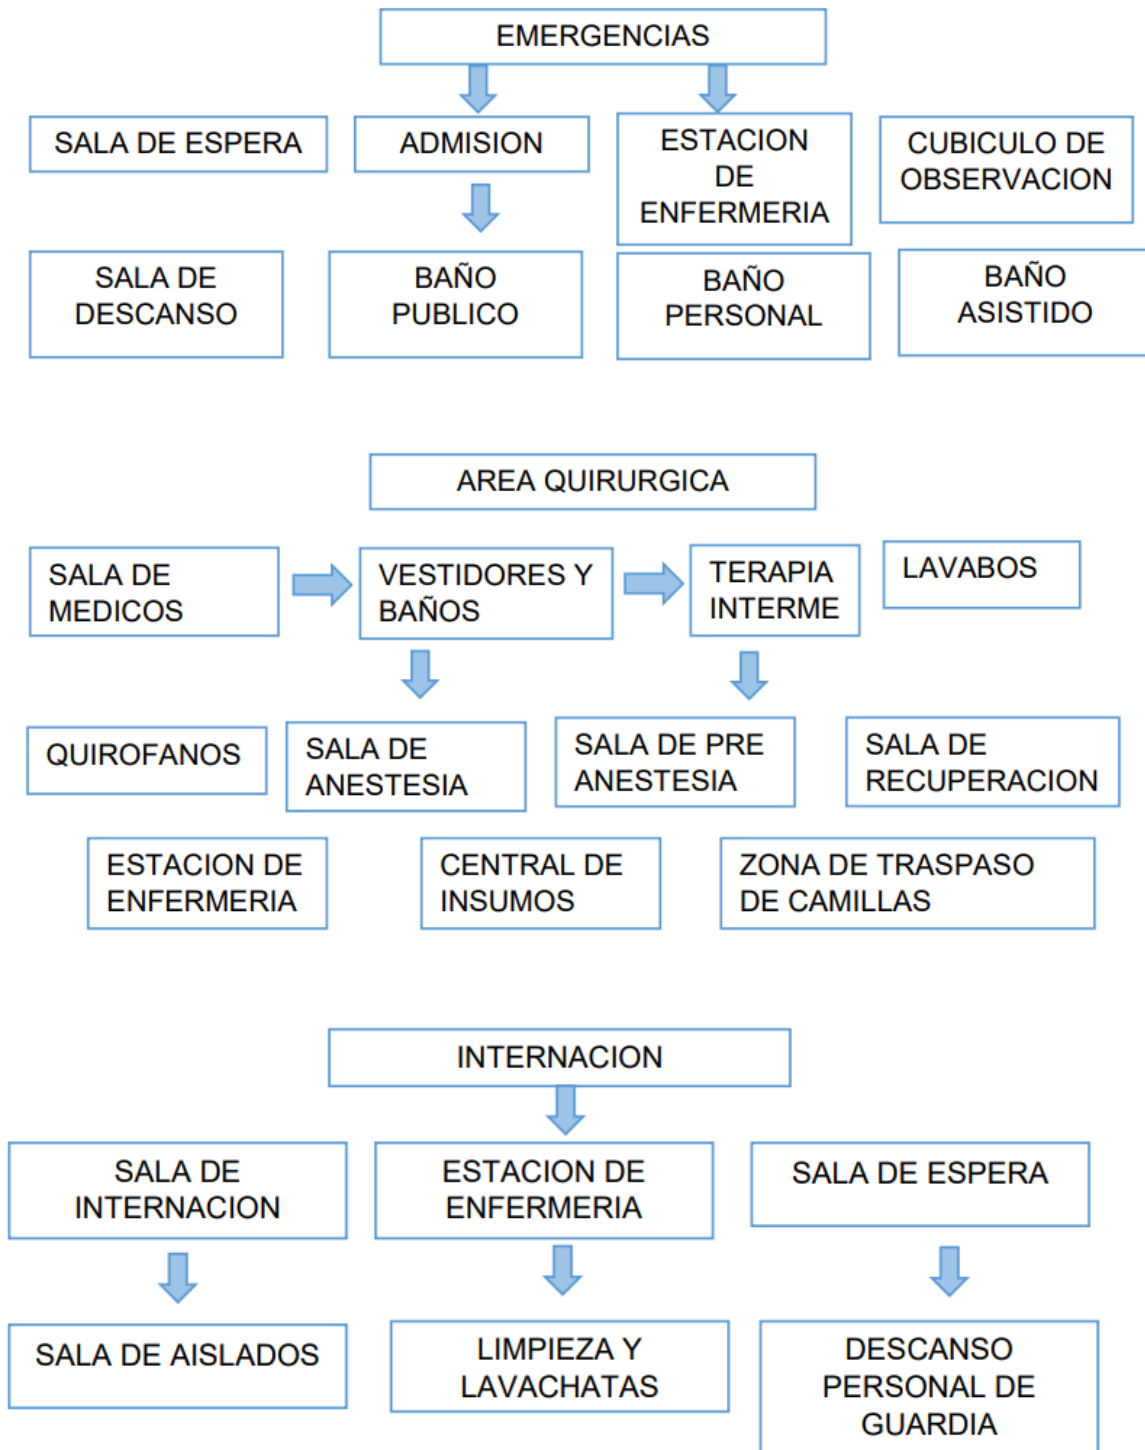 EMERGENCIAS
SALA DE ESPERA
ADMISION
ESTACION
DE
ENFERMERIA
CUBICULO DE
OBSERVACION
SALA DE
DESCANSO
BAÑO
PUBLICO
BAÑO
PERSONAL
BAÑO
ASISTIDO
AREA QUIRURGICA
SALA DE
MEDICOS
VESTIDORES Y
BAÑOS
TERAPIA
INTERME
LAVABOS
QUIROFANOS
SALA DE
ANESTESIA
SALA DE PRE
ANESTESIA
SALA DE
RECUPERACION
ESTACION DE
ENFERMERIA
CENTRAL DE
INSUMOS
ZONA DE TRASPASO
DE CAMILLAS
INTERNACION
SALA DE
INTERNACION
ESTACION DE
ENFERMERIA
SALA DE ESPERA
SALA DE AISLADOS
LIMPIEZA Y
LAVACHATAS
DESCANSO
PERSONAL DE
GUARDIA